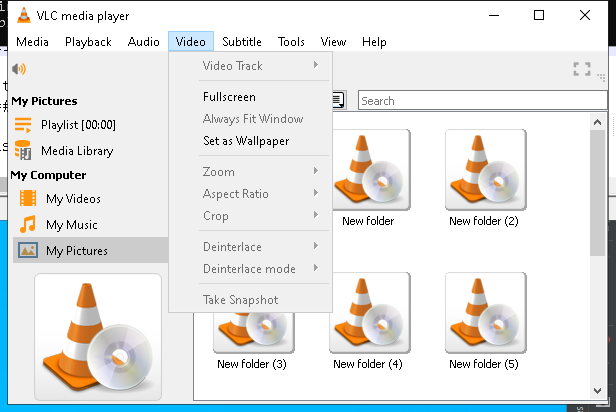 VLC media player
Media Playback Audio Video Subtitle Tools View Help
My Pictures
Playlist [00:00]
Media Library
My Computer
My Videos
My Music
My Pictures
Video Track
Fullscreen
Always Fit Window
Set as Wallpaper
Zoom
Aspect Ratio
Crop
Deinterlace
Deinterlace mode
Take Snapshot
Search
New folder
New folder (2)
New folder (3)
New folder (4)
New folder (5)